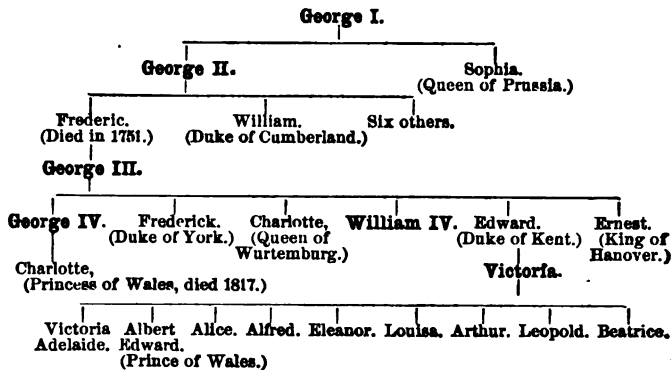 George I.
George II. Sophia.
(Queen of Prussia.)
Frederic. William. Six others.
(Died in 1751.) (Duke of Cumberland.)
George III.
George IV. Frederick. Charlotte, William IV. Edward. Ernest.
(Duke of York.) (Queen of (Duke of Kent.) (King of
Wurtemburg.) Hanover.)
Charlotte, Victoria.
(Princess of Wales, died 1817.)
Victoria Albert Alice. Alfred. Eleanor. Louisa. Arthur. Leopold. Beatrice.
Adelaide. Edward.
(Prince of Wales.)